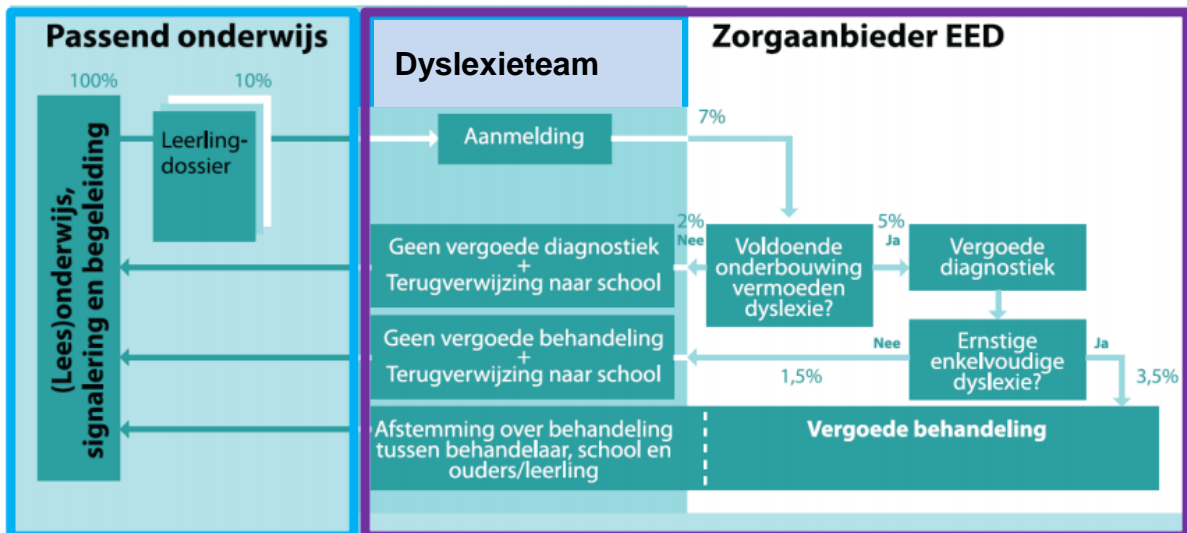 Passend onderwijs
Dyslexieteam
Zorgaanbieder EED
100%
10%
(Lees)onderwijs,
signalering en begeleiding
Leerling-
dossier
Aanmelding
7%
Geen vergoede diagnostiek
+
Terugverwijzing naar school
2%
Nee
Voldoende
onderbouwing
vermoeden
dyslexie?
5%
Ja
Vergoede
diagnostiek
Geen vergoede behandeling
+
Terugverwijzing naar school
Nee
1,5%
Ernstige
enkelvoudige
dyslexie?
Ja
3,5%
Afstemming over behandeling
tussen behandelaar, school en
ouders/leerling
Vergoede behandeling